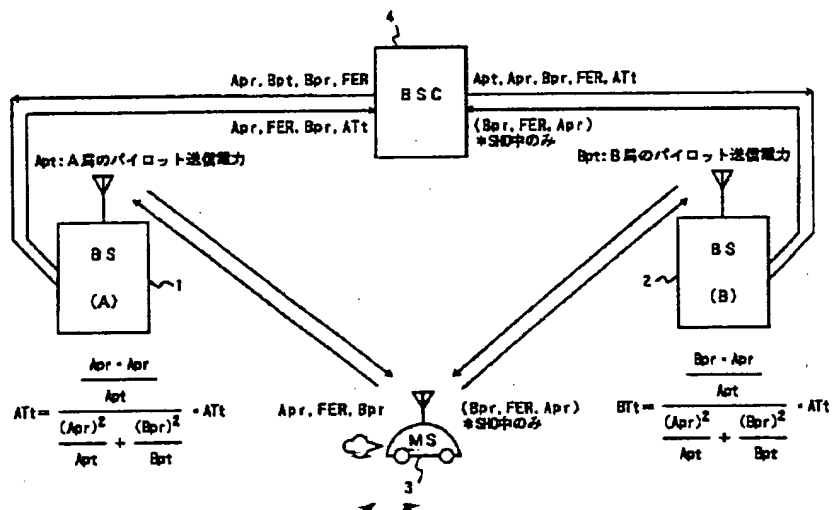 4
BSC
Apr, Bpt, Bpr, FER
Apt, Apr, Bpr, FER, ATt
Apr, FER, Bpr, ATt
(Bpr, FER, Apr)
*SHO中のみ
Apt:A局のパイロット送信電力
Bpt:B局のパイロット送信電力
BS
(A)
1
BS
(B)
2
ATt= Apr・Apr / Apt / (Apr)² / Apt + (Bpr)² / Bpt ・ATt
Apr, FER, Bpr
(Bpr, FER, Apr)
*SHO中のみ
MS
3
BTt= Bpr・Apr / Apt / (Apr)² / Apt + (Bpr)² / Bpt ・ATt